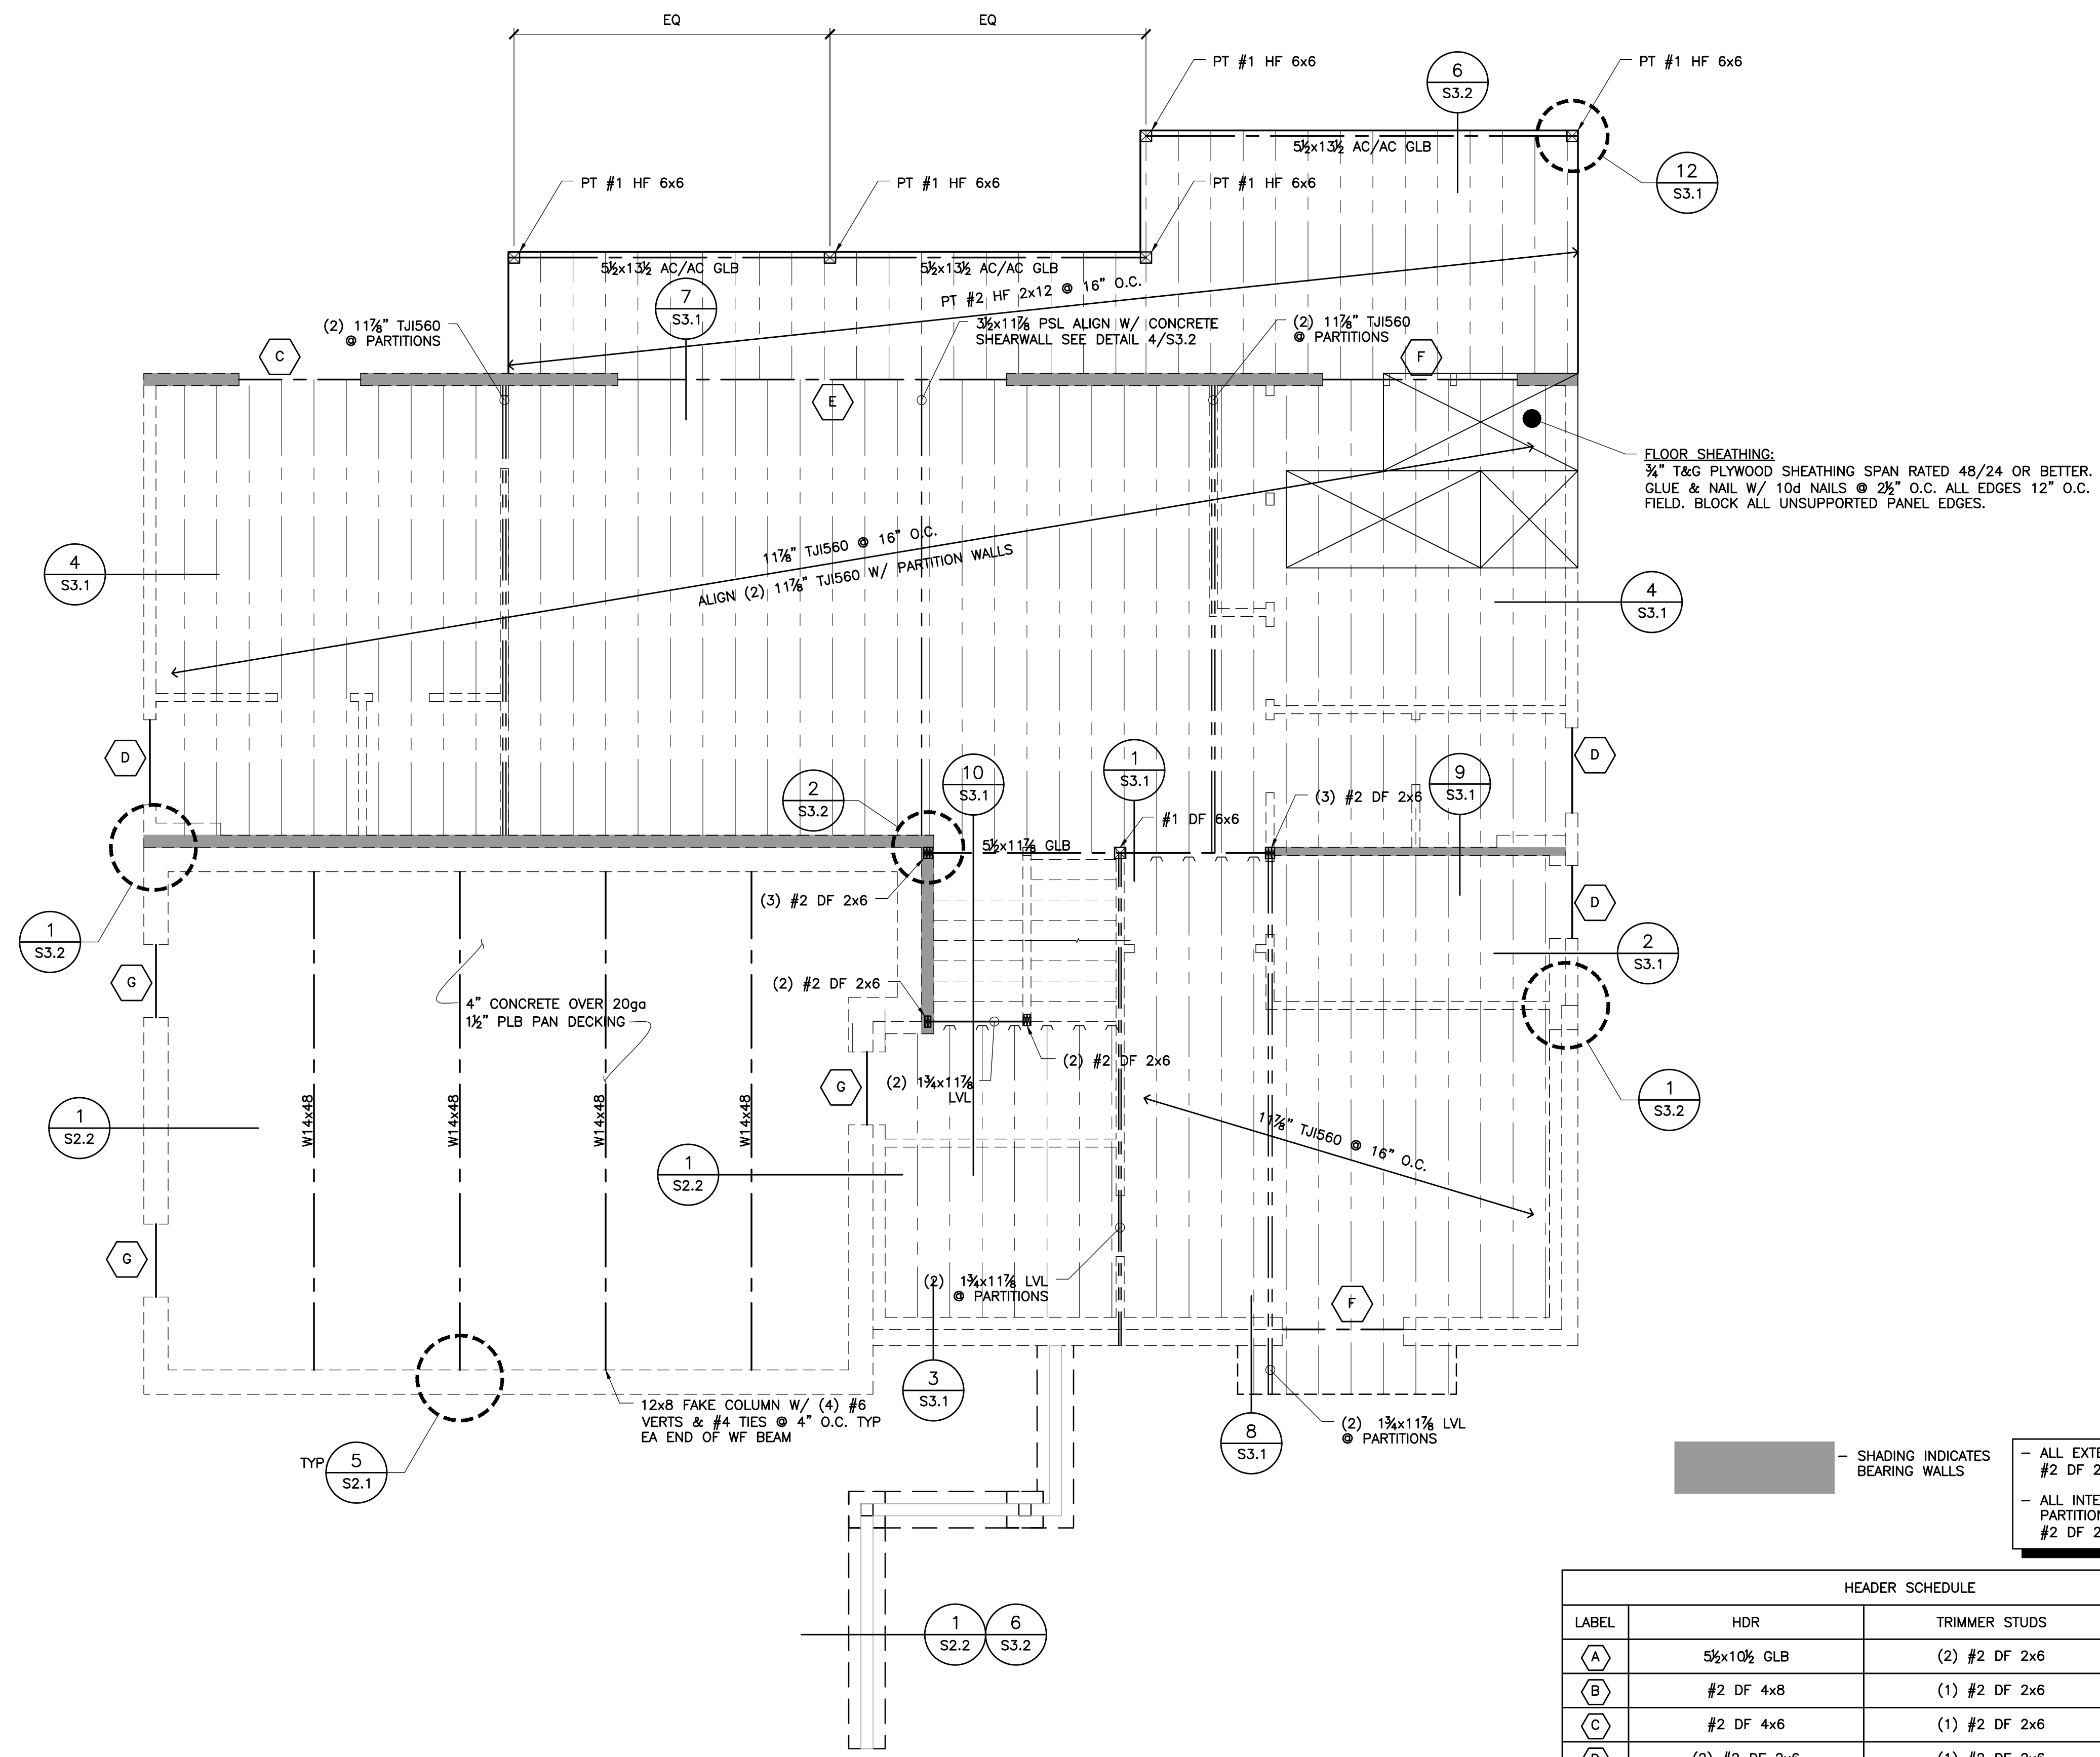 EQ
EQ
PT #1 HF 6x6
6
S3.2
PT #1 HF 6x6
5½x13½ AC/AC GLB
12
S3.1
PT #1 HF 6x6
PT #1 HF 6x6
PT #1 HF 6x6
5½x13½ AC/AC GLB
5½x13½ AC/AC GLB
PT #2 HF 2x12 @ 16" O.C.
7
S3.1
(2) 11⅞" TJI560
@ PARTITIONS
3½x11⅞ PSL ALIGN W/ CONCRETE
SHEARWALL SEE DETAIL 4/S3.2
(2) 11⅞" TJI560
@ PARTITIONS
C
F
E
FLOOR SHEATHING:
¾" T&G PLYWOOD SHEATHING SPAN RATED 48/24 OR BETTER.
GLUE & NAIL W/ 10d NAILS @ 2½" O.C. ALL EDGES 12" O.C.
FIELD. BLOCK ALL UNSUPPORTED PANEL EDGES.
11⅞" TJI560 @ 16" O.C.
ALIGN (2) 11⅞" TJI560 W/ PARTITION WALLS
4
S3.1
4
S3.1
D
D
2
S3.2
10
S3.1
1
S3.1
9
S3.1
(3) #2 DF 2x6
#1 DF 6x6
5½x11⅞ GLB
(3) #2 DF 2x6
D
1
S3.2
2
S3.1
G
(2) #2 DF 2x6
4" CONCRETE OVER 20ga
1½" PLB PAN DECKING
(2) #2 DF 2x6
G
(2) 1¾x11⅞
LVL
1
S2.2
W14x48
W14x48
W14x48
W14x48
1
S3.2
11⅞" TJI560 @ 16" O.C.
1
S2.2
G
(2) 1¾x11⅞ LVL
@ PARTITIONS
F
3
S3.1
12x8 FAKE COLUMN W/ (4) #6
VERTS & #4 TIES @ 4" O.C. TYP
EA END OF WF BEAM
8
S3.1
(2) 1¾x11⅞ LVL
@ PARTITIONS
TYP
5
S2.1
– SHADING INDICATES
BEARING WALLS
– ALL EXTE
#2 DF 2
– ALL INTE
PARTITION
#2 DF 2
1
S2.2
6
S3.2
HEADER SCHEDULE
LABEL HDR TRIMMER STUDS
A 5½x10½ GLB (2) #2 DF 2x6
B #2 DF 4x8 (1) #2 DF 2x6
C #2 DF 4x6 (1) #2 DF 2x6